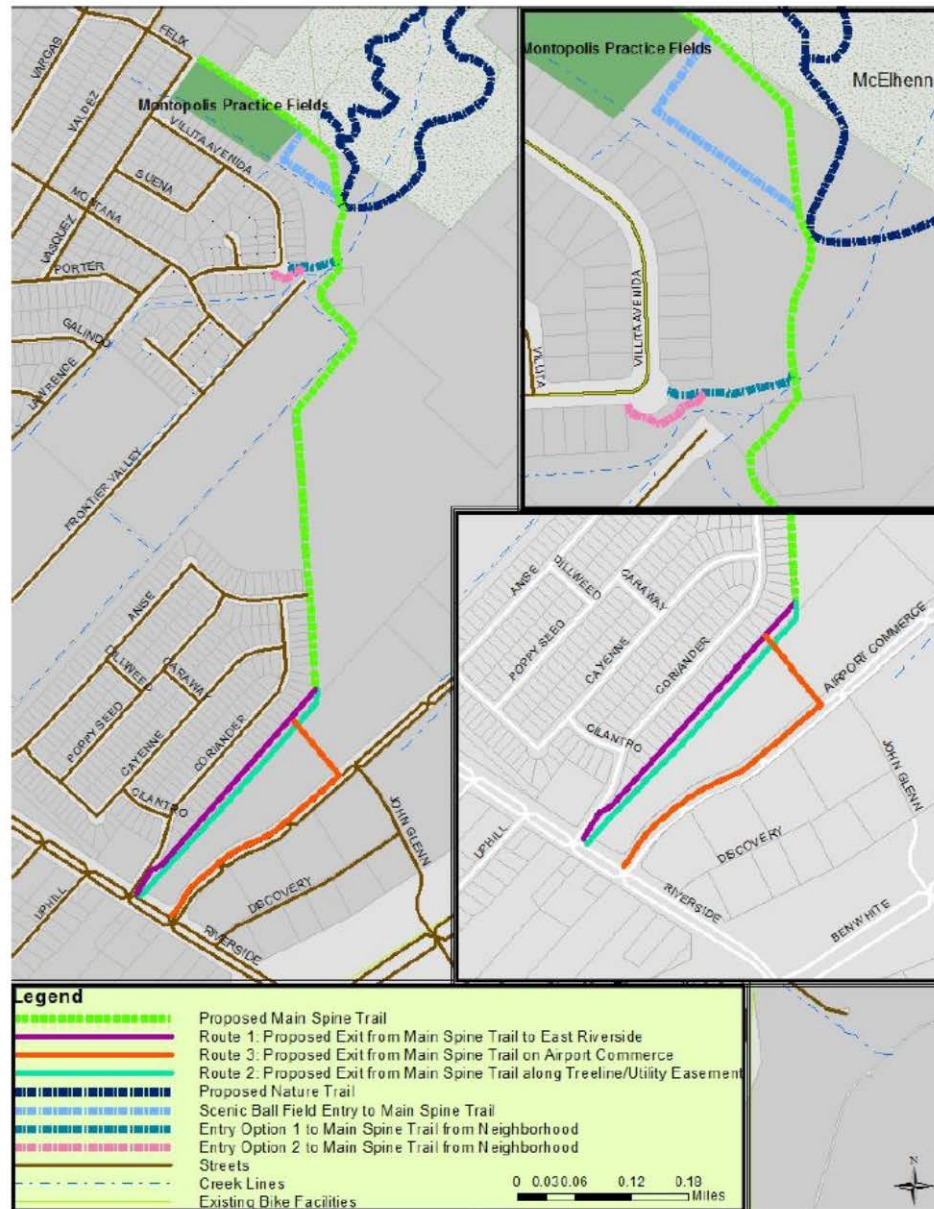 FELIX
VARGAS
VALDEZ
Montopolis Practice Fields
VILLITA AVENIDA
SUENA
MONTANA
VASQUEZ
PORTER
GALINDO
LAWRENCE
FRONTIER VALLEY
ANISE
DILLWEED
CARAWAY
POPPY SEED
CAYENNE
CORIANDER
CILANTRO
UPHILL
JOHN GLENN
DISCOVERY
RIVERSIDE
Montopolis Practice Fields
McElhenn
VILLITA AVENIDA
ANISE
DILLWEED
CARAWAY
POPPY SEED
CAYENNE
CORIANDER
AIRPORT COMMERCE
CILANTRO
JOHN GLENN
UPHILL
DISCOVERY
RIVERSIDE
BENWHITE
Legend
Proposed Main Spine Trail
Route 1: Proposed Exit from Main Spine Trail to East Riverside
Route 3: Proposed Exit from Main Spine Trail on Airport Commerce
Route 2: Proposed Exit from Main Spine Trail along Treeline/Utility Easement
Proposed Nature Trail
Scenic Ball Field Entry to Main Spine Trail
Entry Option 1 to Main Spine Trail from Neighborhood
Entry Option 2 to Main Spine Trail from Neighborhood
Streets
Creek Lines
Existing Bike Facilities
0 0.03 0.06 0.12 0.18
Miles
N